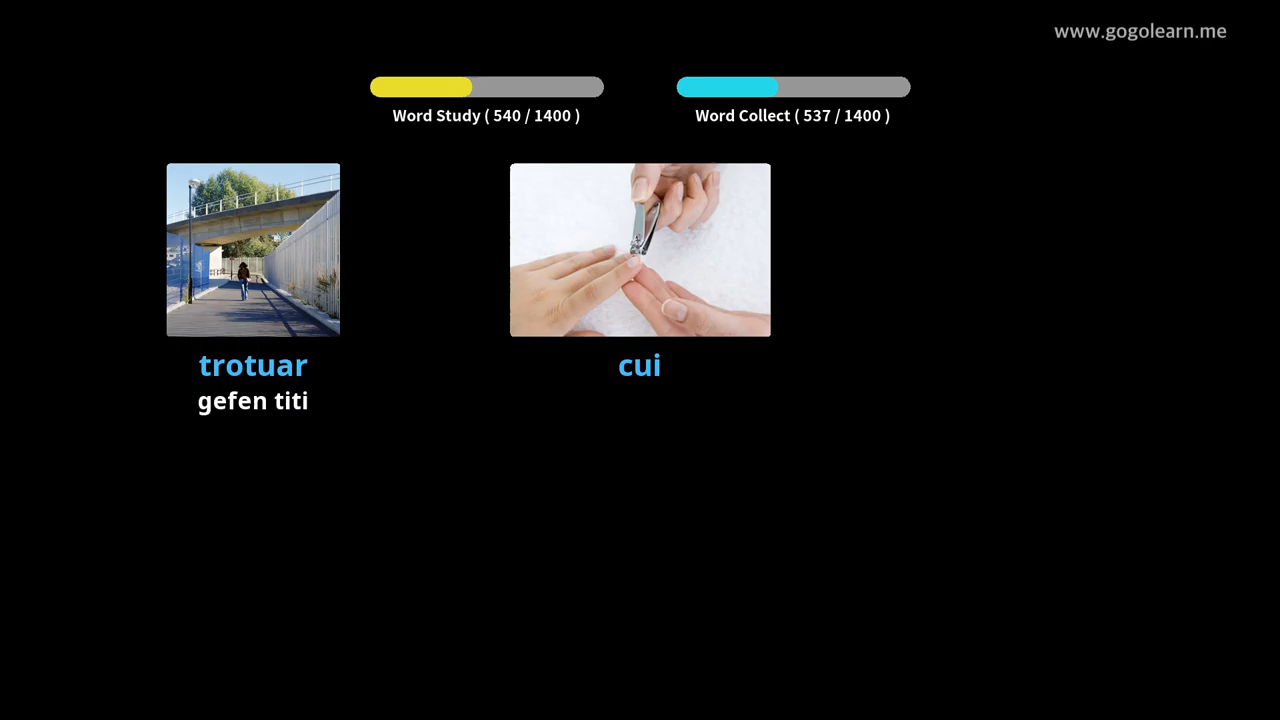 www.gogolearn.me
Word Study ( 540 / 1400 )
Word Collect ( 537 / 1400 )
trotuar
gefen titi
cui